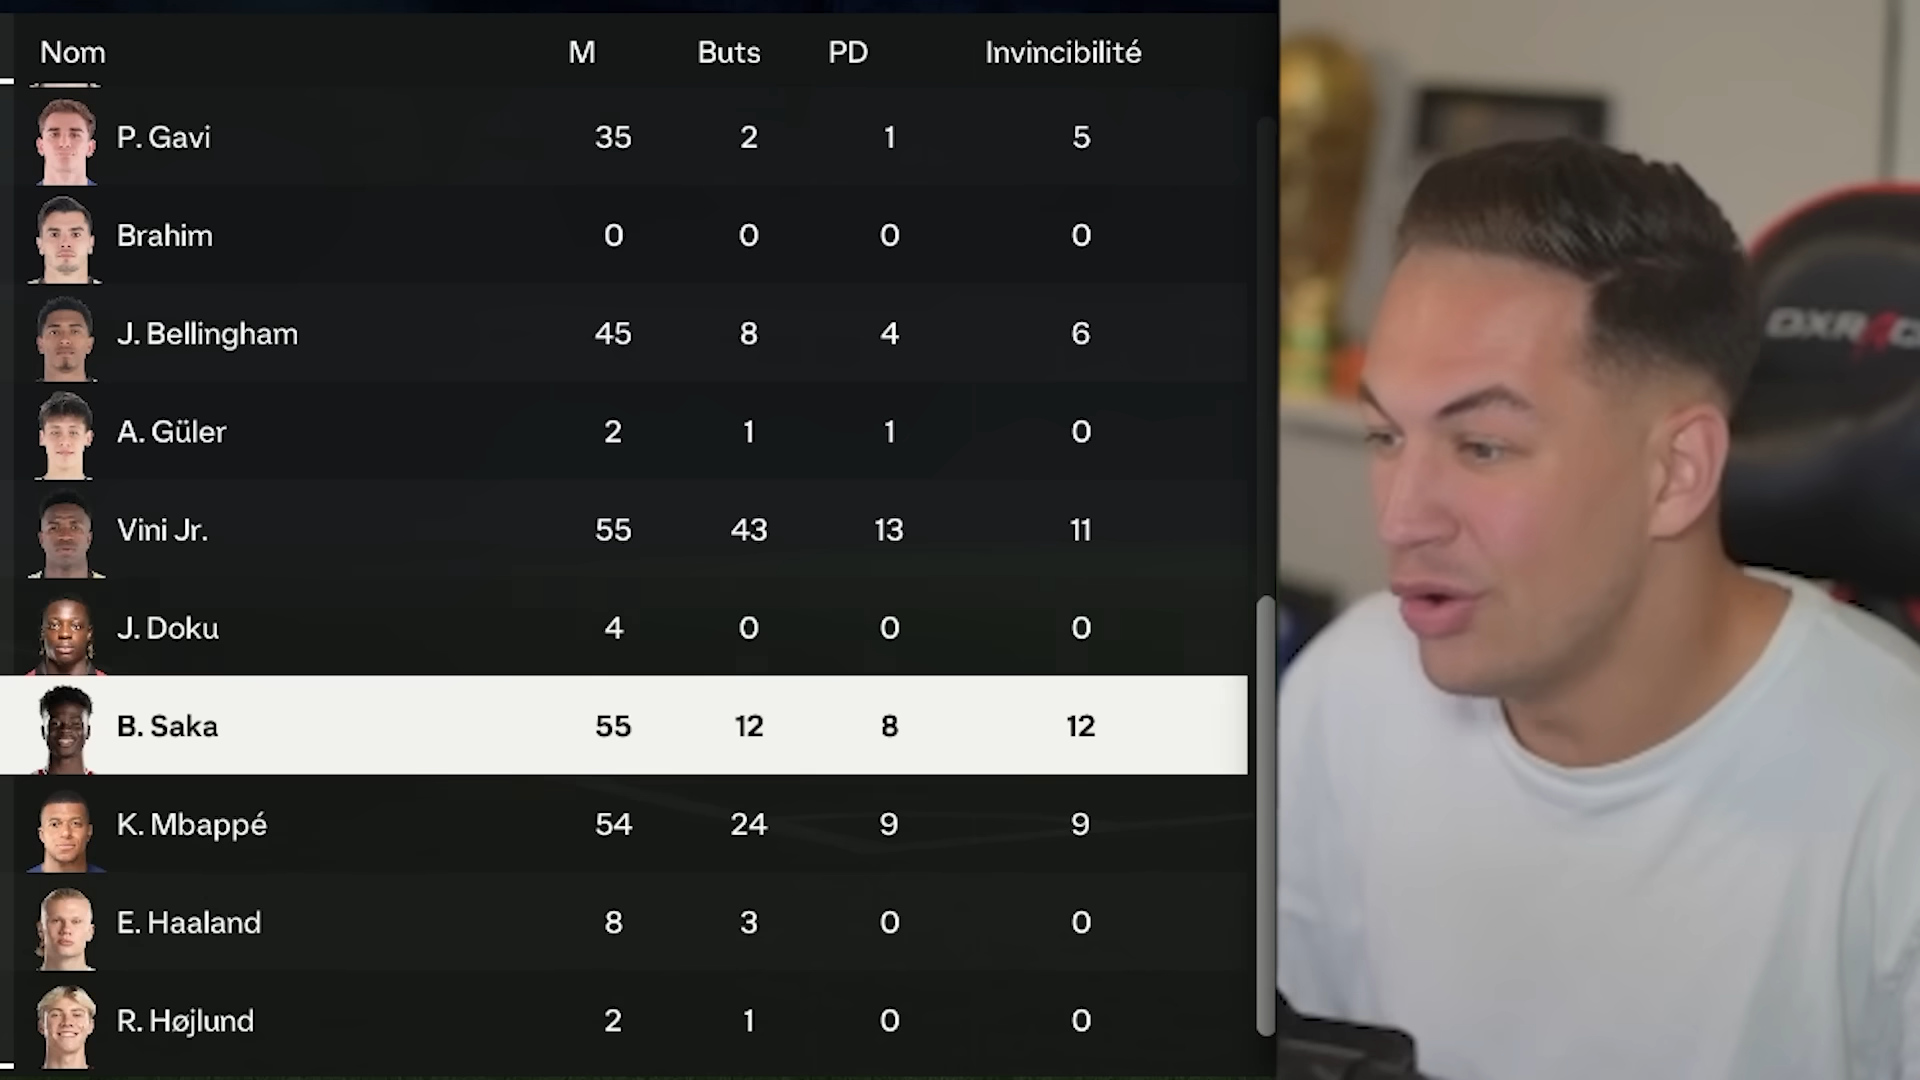 Nom M Buts PD Invincibilité
P. Gavi 35 2 1 5
Brahim 0 0 0 0
J. Bellingham 45 8 4 6
A. Güler 2 1 1 0
Vini Jr. 55 43 13 11
J. Doku 4 0 0 0
B. Saka 55 12 8 12
K. Mbappé 54 24 9 9
E. Haaland 8 3 0 0
R. Højlund 2 1 0 0